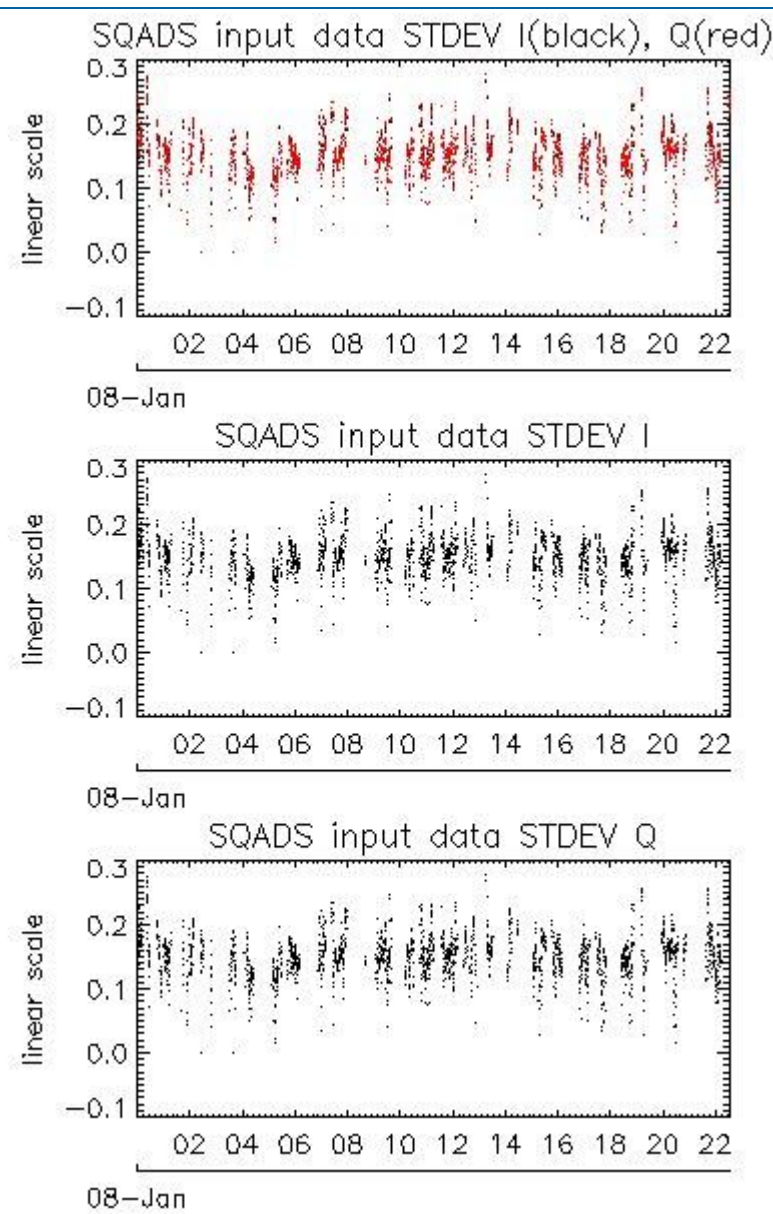 SQADS input data STDEV I(black), Q(red)
0.3
0.2
0.1
0.0
−0.1
linear scale
02 04 06 08 10 12 14 16 18 20 22
08−Jan
SQADS input data STDEV I
0.3
0.2
0.1
0.0
−0.1
linear scale
02 04 06 08 10 12 14 16 18 20 22
08−Jan
SQADS input data STDEV Q
0.3
0.2
0.1
0.0
−0.1
linear scale
02 04 06 08 10 12 14 16 18 20 22
08−Jan